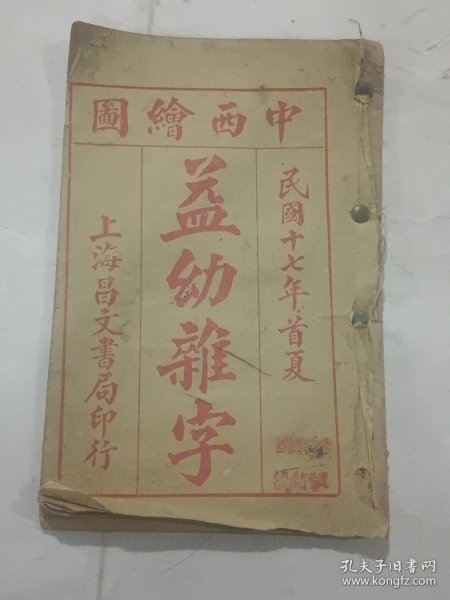 中西繪圖
民國十七年首夏
益幼雜字
上海昌文書局印行
孔夫子旧书网
www.kongfz.com